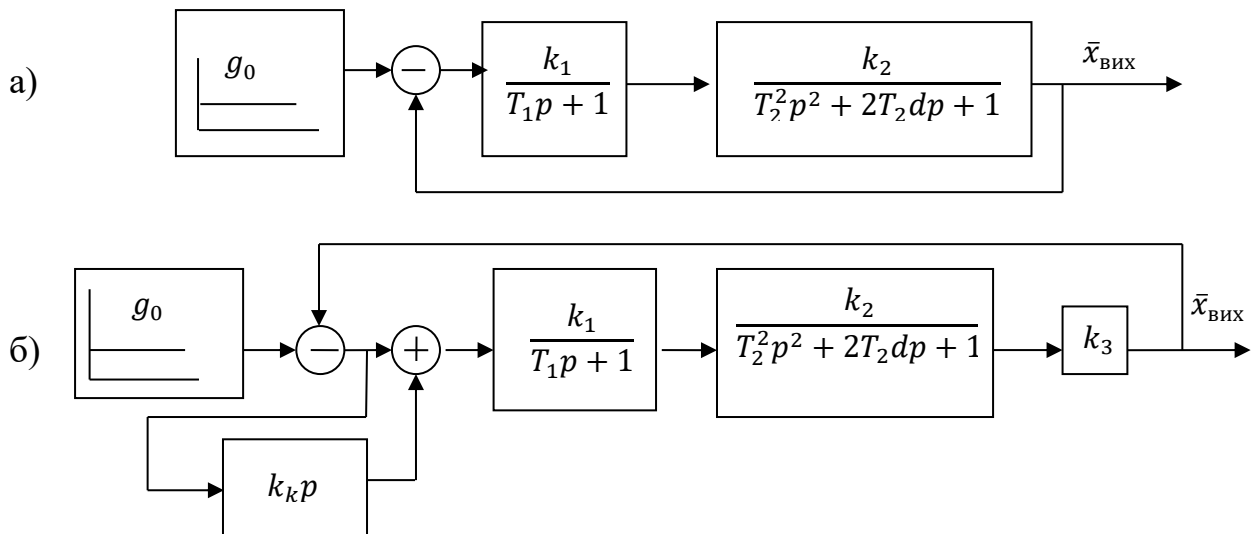 а)
g₀
−
k₁
T₁p + 1
k₂
T₂²p² + 2T₂dp + 1
x̄вих
б)
g₀
−
+
k₁
T₁p + 1
k₂
T₂²p² + 2T₂dp + 1
k₃
x̄вих
kₖp